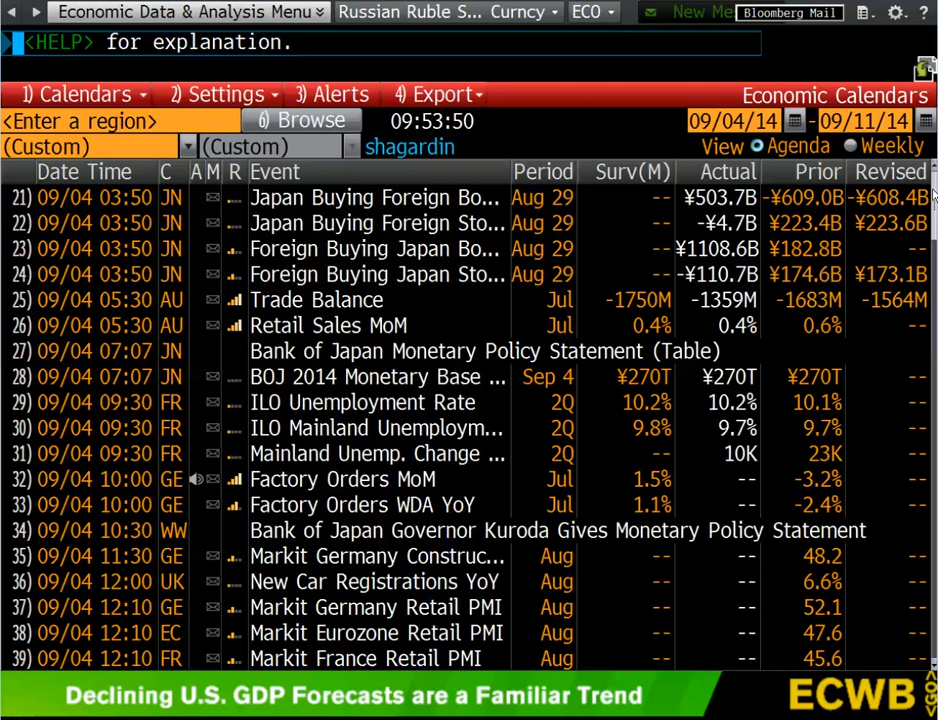 Economic Data & Analysis Menu Russian Ruble S... Curncy ECO Bloomberg Mail ?
<HELP> for explanation.
1) Calendars 2) Settings 3) Alerts 4) Export Economic Calendars
<Enter a region> 6) Browse 09:53:50 09/04/14 - 09/11/14
(Custom) (Custom) shagardin View Agenda Weekly
Date Time C A M R Event Period Surv(M) Actual Prior Revised
21) 09/04 03:50 JN Japan Buying Foreign Bo... Aug 29 -- ¥503.7B -¥609.0B -¥608.4B
22) 09/04 03:50 JN Japan Buying Foreign Sto... Aug 29 -- -¥4.7B ¥223.4B ¥223.6B
23) 09/04 03:50 JN Foreign Buying Japan Bo... Aug 29 -- ¥1108.6B ¥182.8B --
24) 09/04 03:50 JN Foreign Buying Japan Sto... Aug 29 -- -¥110.7B ¥174.6B ¥173.1B
25) 09/04 05:30 AU Trade Balance Jul -1750M -1359M -1683M -1564M
26) 09/04 05:30 AU Retail Sales MoM Jul 0.4% 0.4% 0.6% --
27) 09/04 07:07 JN Bank of Japan Monetary Policy Statement (Table)
28) 09/04 07:07 JN BOJ 2014 Monetary Base ... Sep 4 ¥270T ¥270T ¥270T --
29) 09/04 09:30 FR ILO Unemployment Rate 2Q 10.2% 10.2% 10.1% --
30) 09/04 09:30 FR ILO Mainland Unemploym... 2Q 9.8% 9.7% 9.7% --
31) 09/04 09:30 FR Mainland Unemp. Change ... 2Q -- 10K 23K --
32) 09/04 10:00 GE Factory Orders MoM Jul 1.5% -- -3.2% --
33) 09/04 10:00 GE Factory Orders WDA YoY Jul 1.1% -- -2.4% --
34) 09/04 10:30 WW Bank of Japan Governor Kuroda Gives Monetary Policy Statement
35) 09/04 11:30 GE Markit Germany Construc... Aug -- -- 48.2 --
36) 09/04 12:00 UK New Car Registrations YoY Aug -- -- 6.6% --
37) 09/04 12:10 GE Markit Germany Retail PMI Aug -- -- 52.1 --
38) 09/04 12:10 EC Markit Eurozone Retail PMI Aug -- -- 47.6 --
39) 09/04 12:10 FR Markit France Retail PMI Aug -- -- 45.6 --
Declining U.S. GDP Forecasts are a Familiar Trend ECWB <GO>